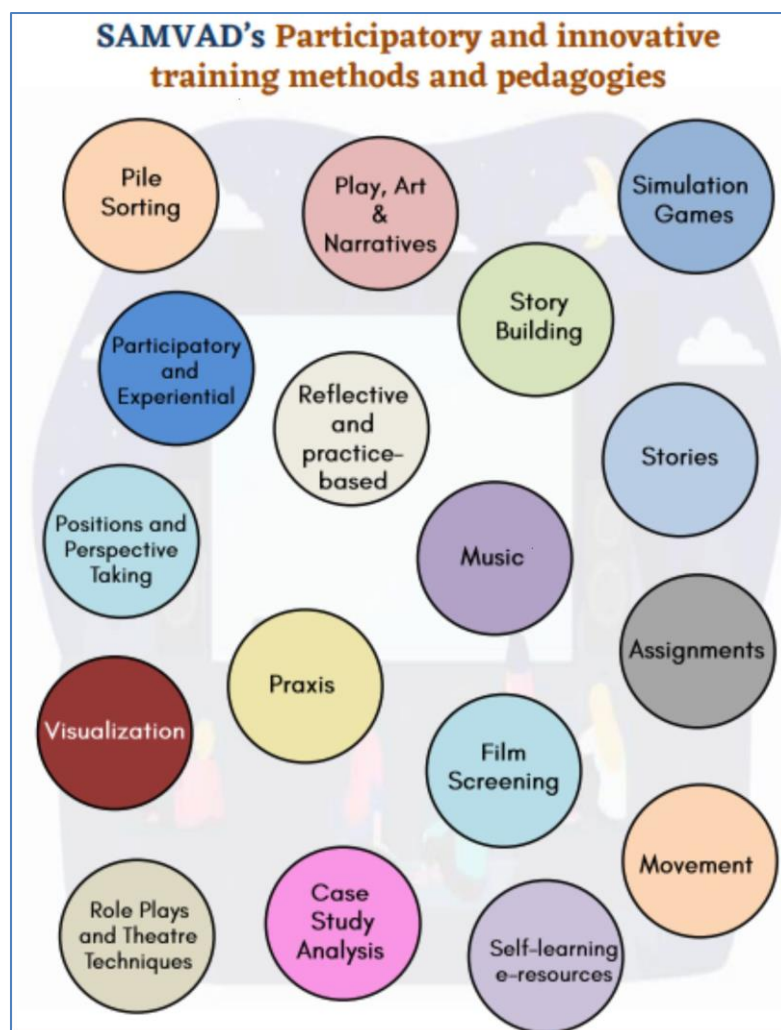 SAMVAD's Participatory and innovative
training methods and pedagogies
Pile
Sorting
Play, Art
&
Narratives
Simulation
Games
Story
Building
Participatory
and
Experiential
Reflective
and
practice-
based
Stories
Positions and
Perspective
Taking
Music
Assignments
Praxis
Visualization
Film
Screening
Movement
Role Plays
and Theatre
Techniques
Case
Study
Analysis
Self-learning
e-resources